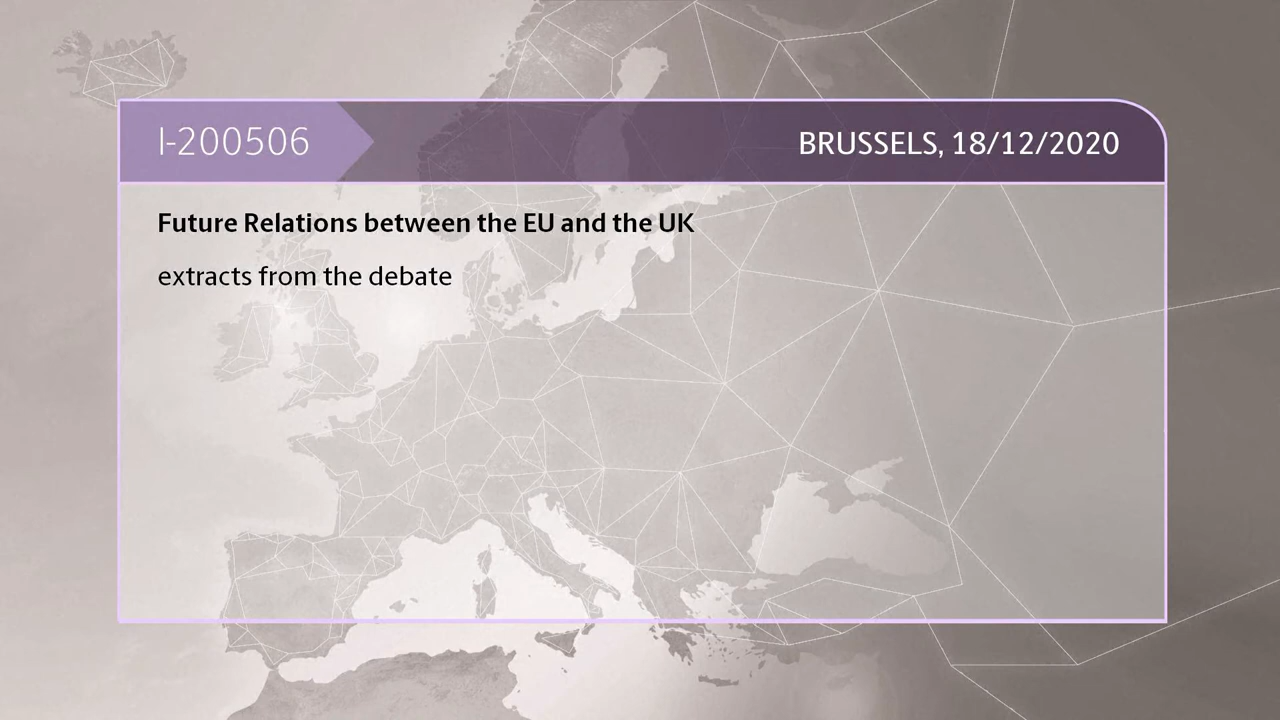 I-200506
BRUSSELS, 18/12/2020
Future Relations between the EU and the UK
extracts from the debate